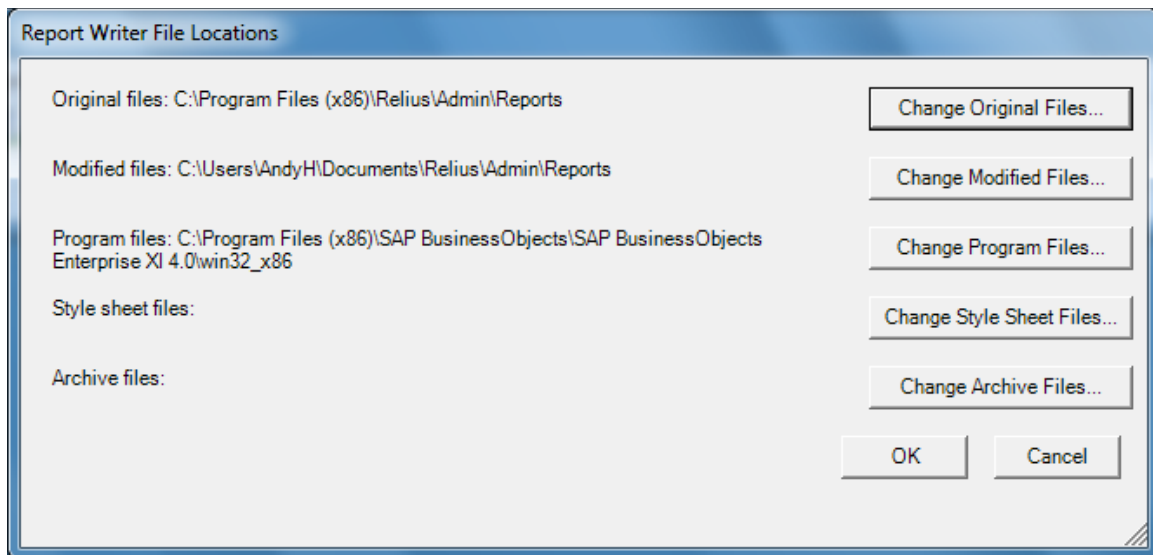 Report Writer File Locations
Original files: C:\Program Files (x86)\Relius\Admin\Reports
Change Original Files...
Modified files: C:\Users\AndyH\Documents\Relius\Admin\Reports
Change Modified Files...
Program files: C:\Program Files (x86)\SAP BusinessObjects\SAP BusinessObjects
Enterprise XI 4.0\win32_x86
Change Program Files...
Style sheet files:
Change Style Sheet Files...
Archive files:
Change Archive Files...
OK
Cancel